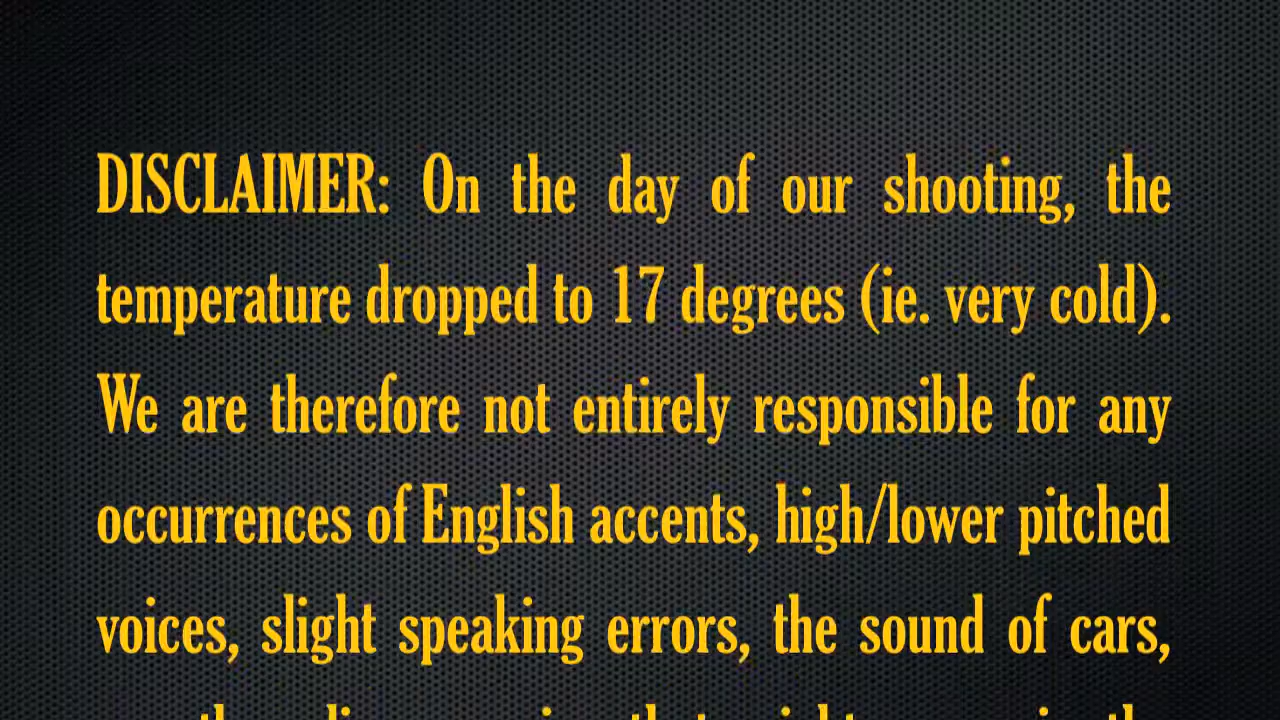 DISCLAIMER: On the day of our shooting, the
temperature dropped to 17 degrees (ie. very cold).
We are therefore not entirely responsible for any
occurrences of English accents, high/lower pitched
voices, slight speaking errors, the sound of cars,